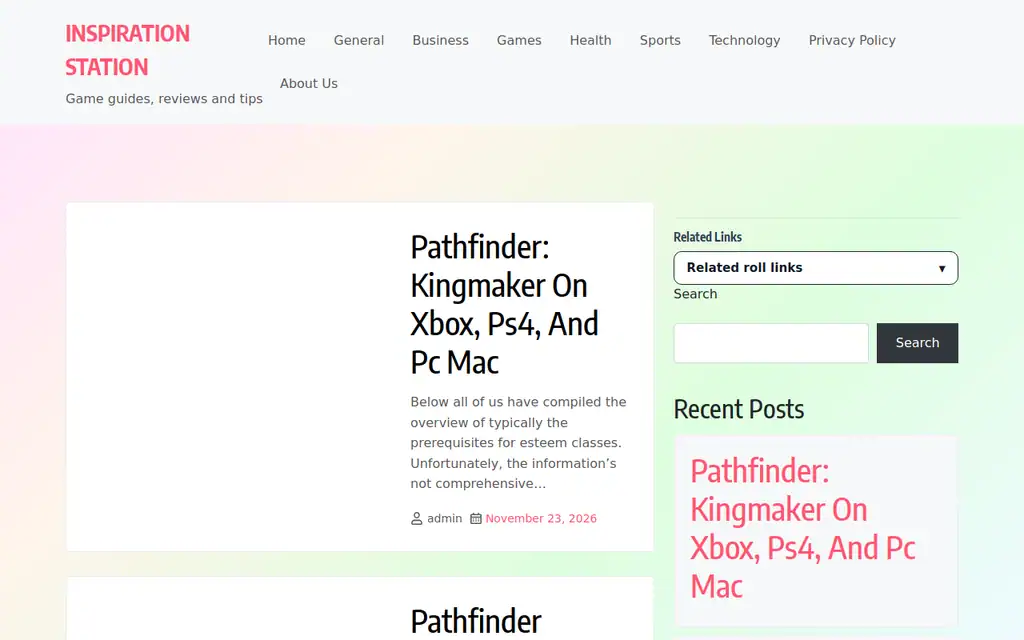 INSPIRATION
STATION
Game guides, reviews and tips
Home General Business Games Health Sports Technology Privacy Policy
About Us
Pathfinder:
Kingmaker On
Xbox, Ps4, And
Pc Mac
Below all of us have compiled the
overview of typically the
prerequisites for esteem classes.
Unfortunately, the information’s
not comprehensive…
admin November 23, 2026
Pathfinder
Related Links
Related roll links ▼
Search
Search
Recent Posts
Pathfinder:
Kingmaker On
Xbox, Ps4, And Pc
Mac